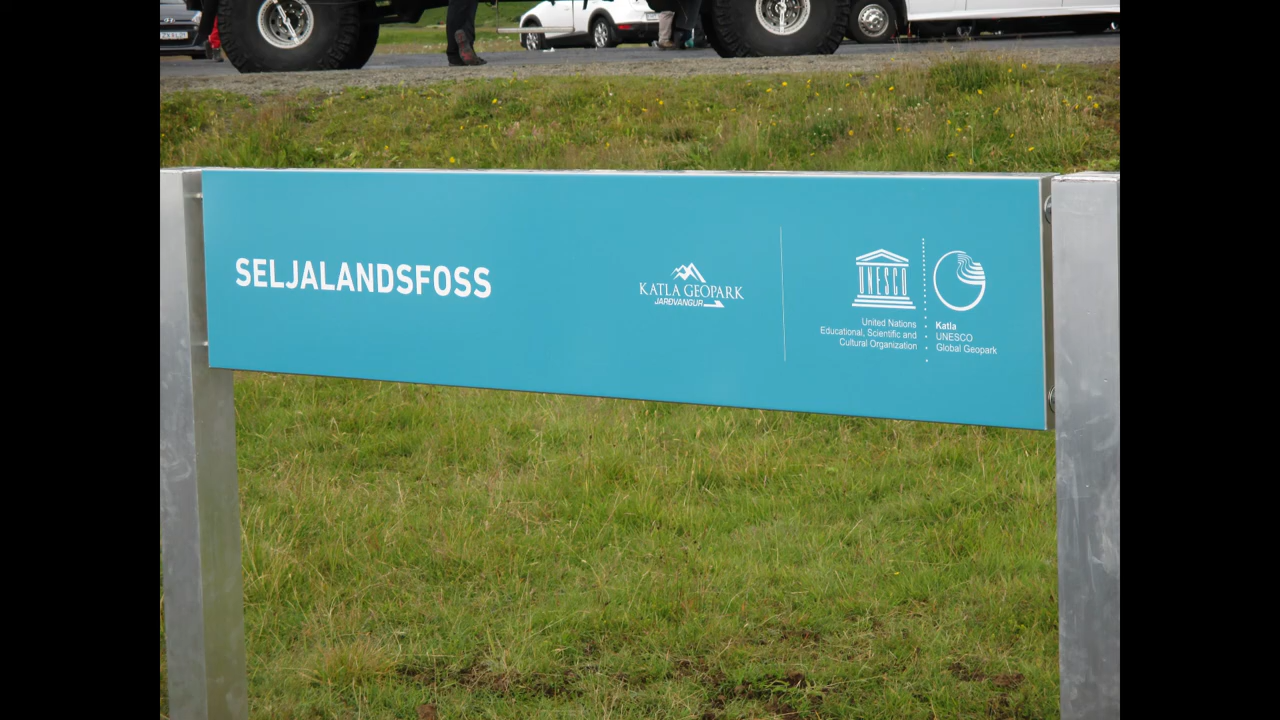 SELJALANDSFOSS
KATLA GEOPARK
JARÐVANGUR
UNESCO
United Nations
Educational, Scientific and
Cultural Organization
Katla
UNESCO
Global Geopark